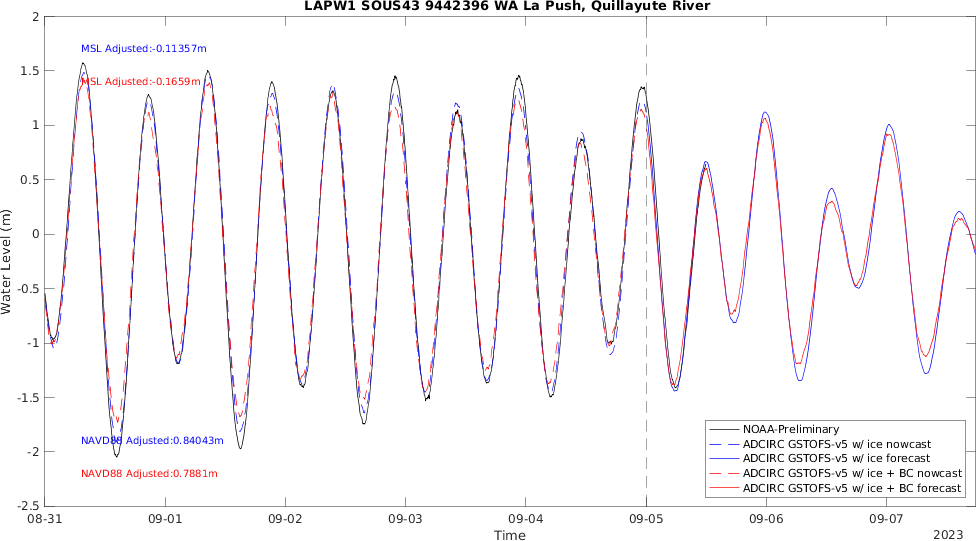 LAPW1 SOUS43 9442396 WA La Push, Quillayute River
2
1.5
1
0.5
0
-0.5
-1
-1.5
-2
-2.5
Water Level (m)
MSL Adjusted:-0.11357m
MSL Adjusted:-0.1659m
NAVD88 Adjusted:0.84043m
NAVD88 Adjusted:0.7881m
NOAA-Preliminary
ADCIRC GSTOFS-v5 w/ ice nowcast
ADCIRC GSTOFS-v5 w/ ice forecast
ADCIRC GSTOFS-v5 w/ ice + BC nowcast
ADCIRC GSTOFS-v5 w/ ice + BC forecast
08-31 09-01 09-02 09-03 09-04 09-05 09-06 09-07
Time
2023